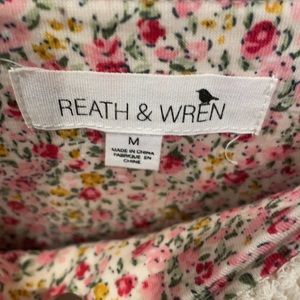 REATH & WREN
M
MADE IN CHINA
FABRIQUE EN
CHINE